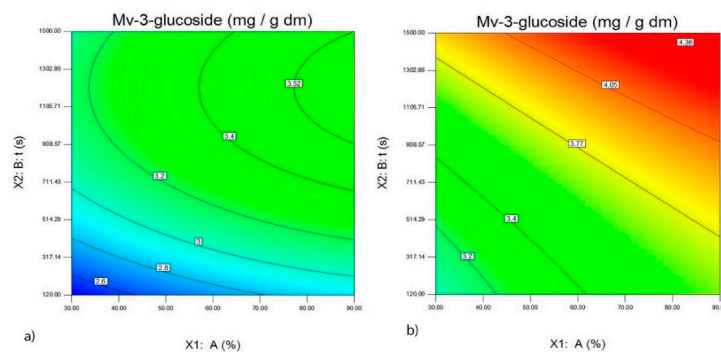 Mv-3-glucoside (mg / g dm)
1500.00
1302.86
1105.71
908.57
711.43
514.29
317.14
120.00
X2: B: t (s)
3.52
3.4
3.2
3
2.8
2.6
30.00 40.00 50.00 60.00 70.00 80.00 90.00
a)
X1: A (%)
Mv-3-glucoside (mg / g dm)
1500.00
1302.86
1105.71
908.57
711.43
514.29
317.14
120.00
X2: B: t (s)
4.36
4.05
3.77
3.4
3.2
30.00 40.00 50.00 60.00 70.00 80.00 90.0
b)
X1: A (%)